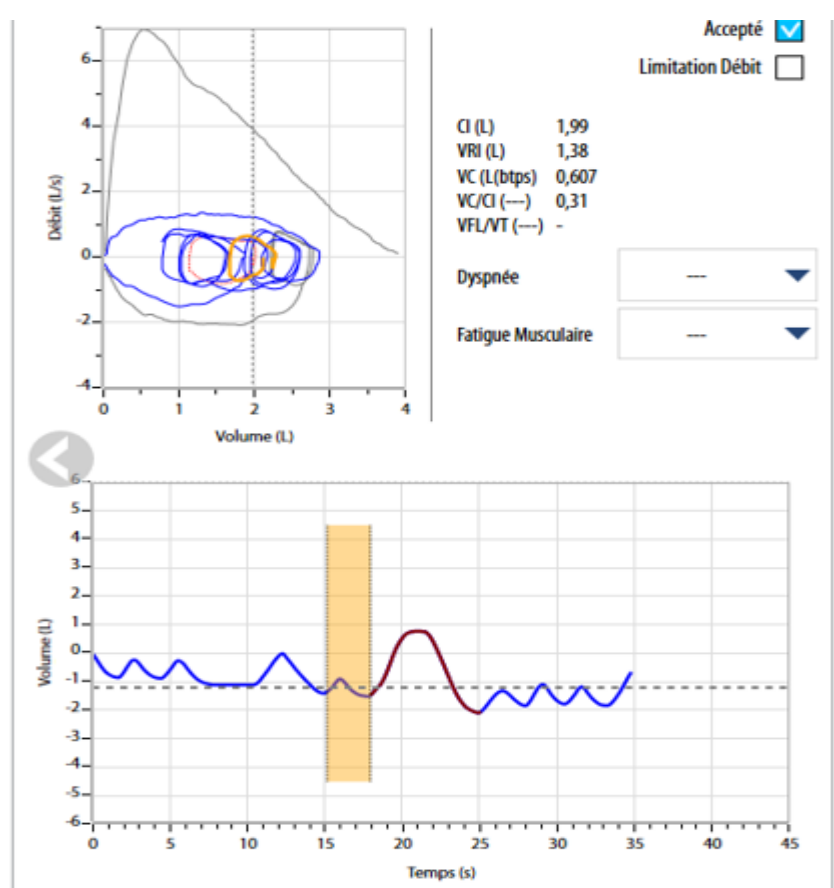 Accepté
Limitation Débit
CI (L) 1,99
VRI (L) 1,38
VC (L(btps) 0,607
VC/CI (---) 0,31
VFL/VT (---) -
Dyspnée ---
Fatigue Musculaire ---
Débit (L/s)
6
4
2
0
-2
-4
0 1 2 3 4
Volume (L)
Volume (L)
6
5
4
3
2
1
0
-1
-2
-3
-4
-5
-6
0 5 10 15 20 25 30 35 40 45
Temps (s)